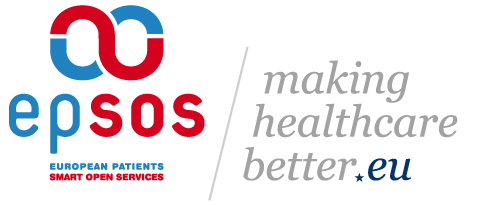 epsos
EUROPEAN PATIENTS
SMART OPEN SERVICES
making
healthcare
better.eu